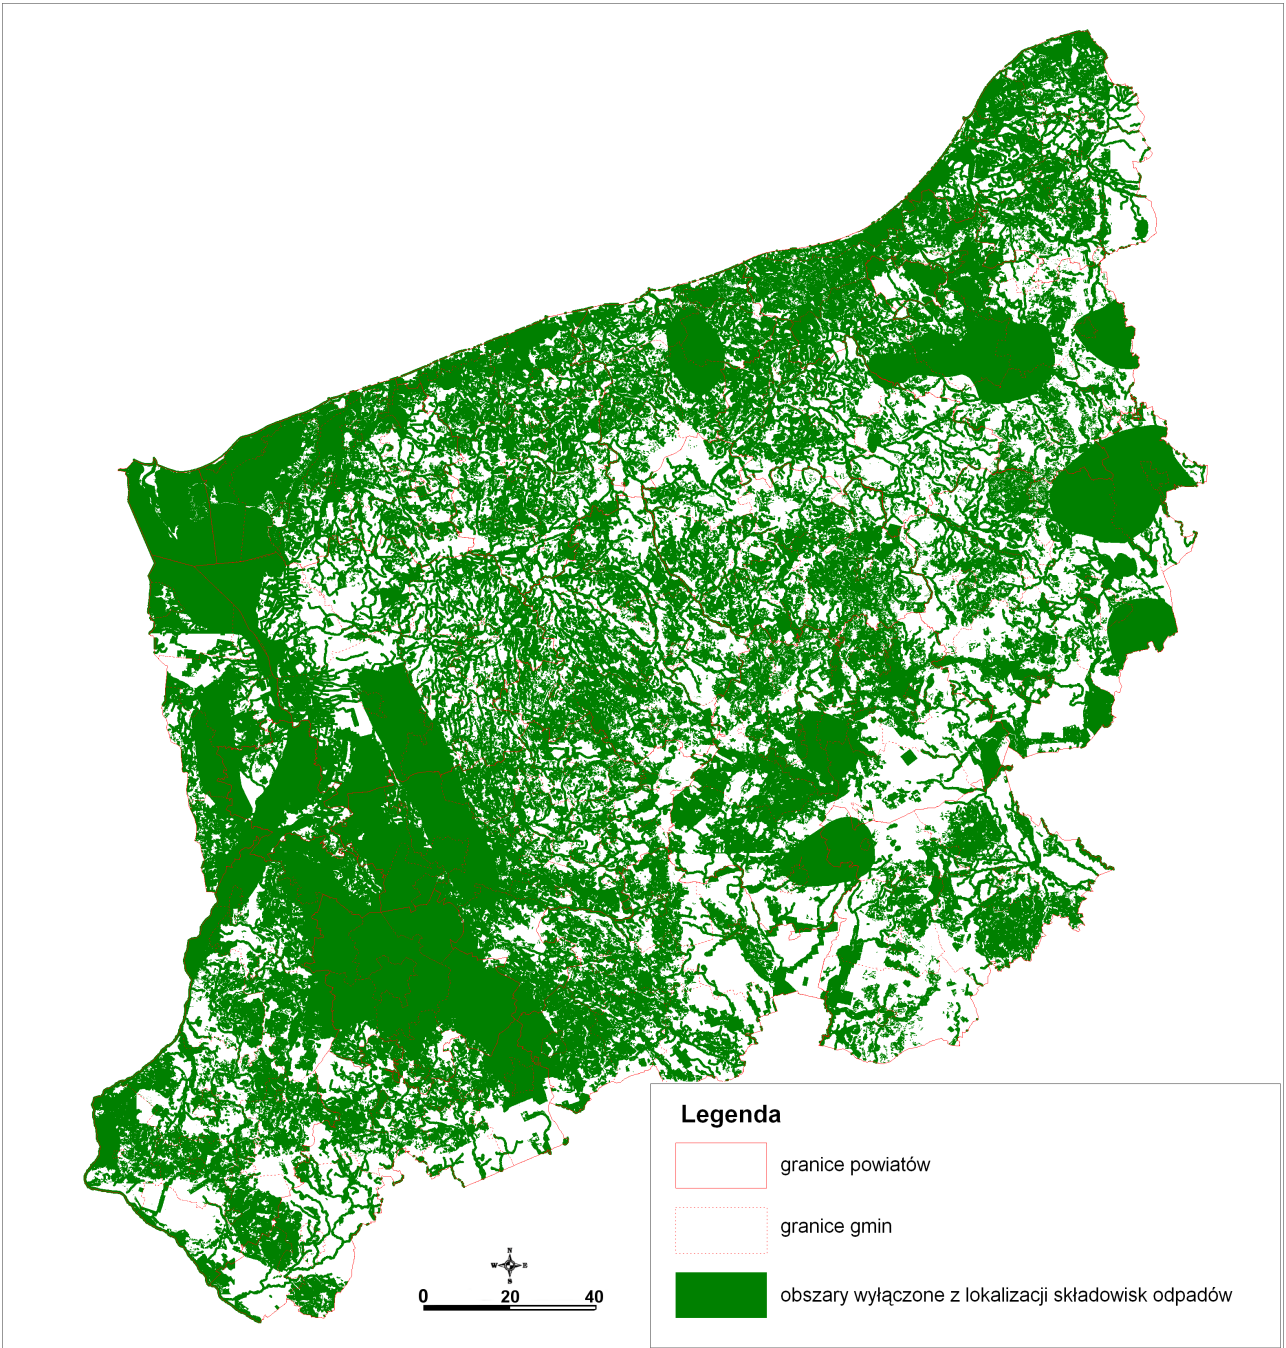 Legenda
granice powiatów
granice gmin
obszary wyłączone z lokalizacji składowisk odpadów
N
W E
S
0 20 40